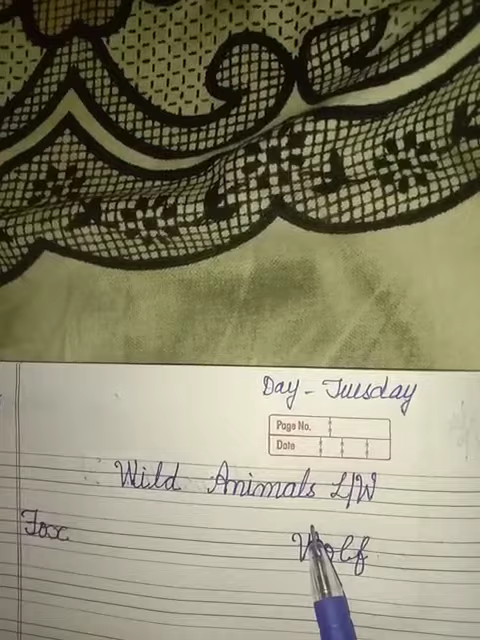 Day - Tuesday
Page No.
Date
Wild Animals L/W
Fox Wolf